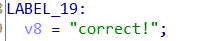 LABEL_19:
v8 = "correct!";